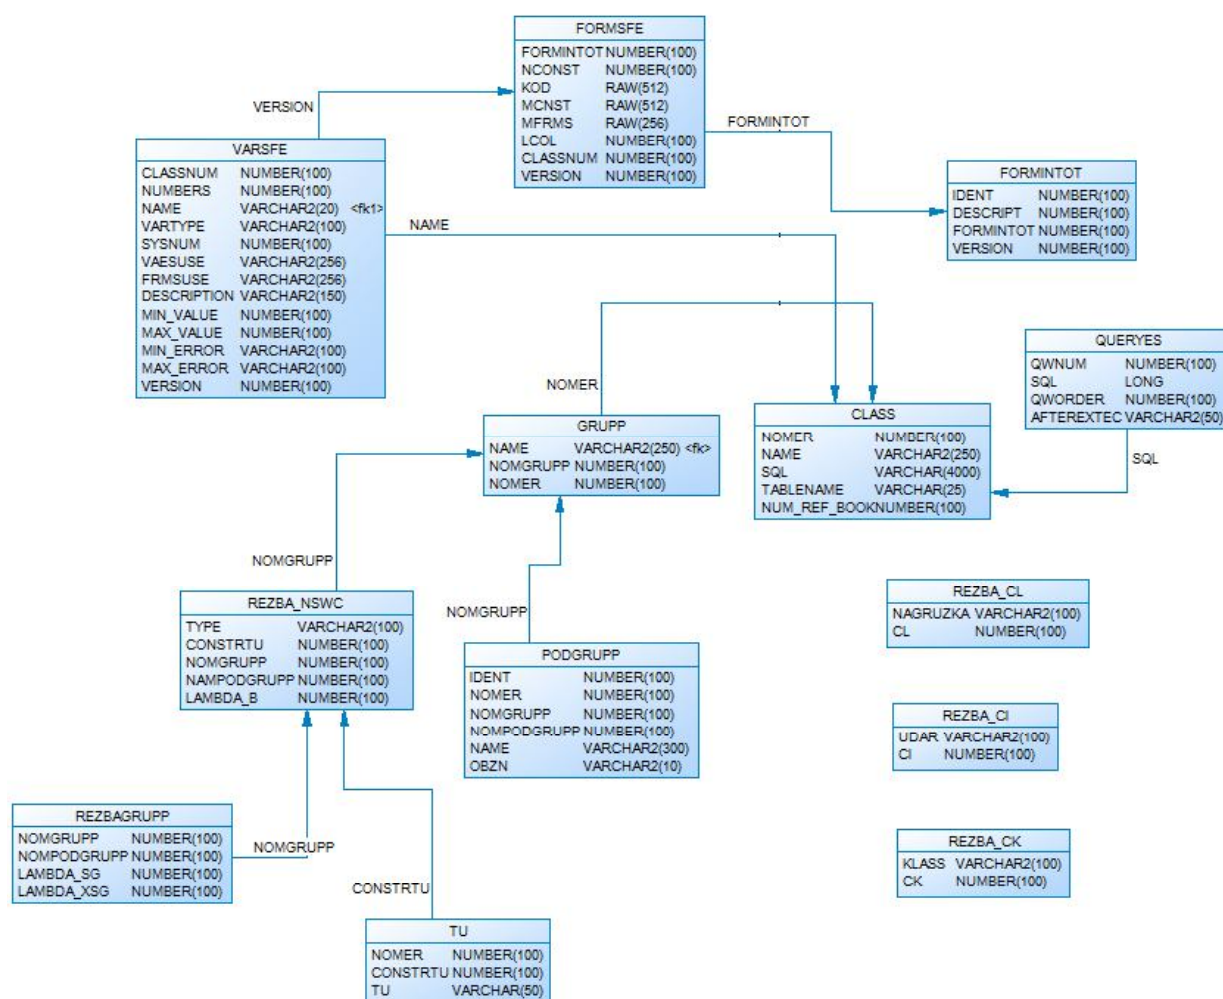 FORMSFE
FORMINTOT NUMBER(100)
NCONST NUMBER(100)
KOD RAW(512)
MCNST RAW(512)
MFRMS RAW(256)
LCOL NUMBER(100)
CLASSNUM NUMBER(100)
VERSION NUMBER(100)
VERSION
FORMINTOT
VARSFE
CLASSNUM NUMBER(100)
NUMBERS NUMBER(100)
NAME VARCHAR2(20) <fk1>
VARTYPE VARCHAR2(100)
SYSNUM NUMBER(100)
VAESUSE VARCHAR2(256)
FRMSUSE VARCHAR2(256)
DESCRIPTION VARCHAR2(150)
MIN_VALUE NUMBER(100)
MAX_VALUE NUMBER(100)
MIN_ERROR VARCHAR2(100)
MAX_ERROR VARCHAR2(100)
VERSION NUMBER(100)
NAME
FORMINTOT
IDENT NUMBER(100)
DESCRIPT NUMBER(100)
FORMINTOT NUMBER(100)
VERSION NUMBER(100)
QUERYES
QWNUM NUMBER(100)
SQL LONG
QWORDER NUMBER(100)
AFTEREXTEC VARCHAR2(50)
SQL
NOMER
GRUPP
NAME VARCHAR2(250) <fk>
NOMGRUPP NUMBER(100)
NOMER NUMBER(100)
CLASS
NOMER NUMBER(100)
NAME VARCHAR2(250)
SQL VARCHAR(4000)
TABLENAME VARCHAR(25)
NUM_REF_BOOK NUMBER(100)
NOMGRUPP
REZBA_NSWC
TYPE VARCHAR2(100)
CONSTRTU NUMBER(100)
NOMGRUPP NUMBER(100)
NAMPODGRUPP NUMBER(100)
LAMBDA_B NUMBER(100)
NOMGRUPP
PODGRUPP
IDENT NUMBER(100)
NOMER NUMBER(100)
NOMGRUPP NUMBER(100)
NOMPODGRUPP NUMBER(100)
NAME VARCHAR2(300)
OBZN VARCHAR2(10)
REZBA_CL
NAGRUZKA VARCHAR2(100)
CL NUMBER(100)
REZBA_CI
UDAR VARCHAR2(100)
CI NUMBER(100)
REZBA_CK
KLASS VARCHAR2(100)
CK NUMBER(100)
REZBAGRUPP
NOMGRUPP NUMBER(100)
NOMPODGRUPP NUMBER(100)
LAMBDA_SG NUMBER(100)
LAMBDA_XSG NUMBER(100)
NOMGRUPP
CONSTRTU
TU
NOMER NUMBER(100)
CONSTRTU NUMBER(100)
TU VARCHAR(50)